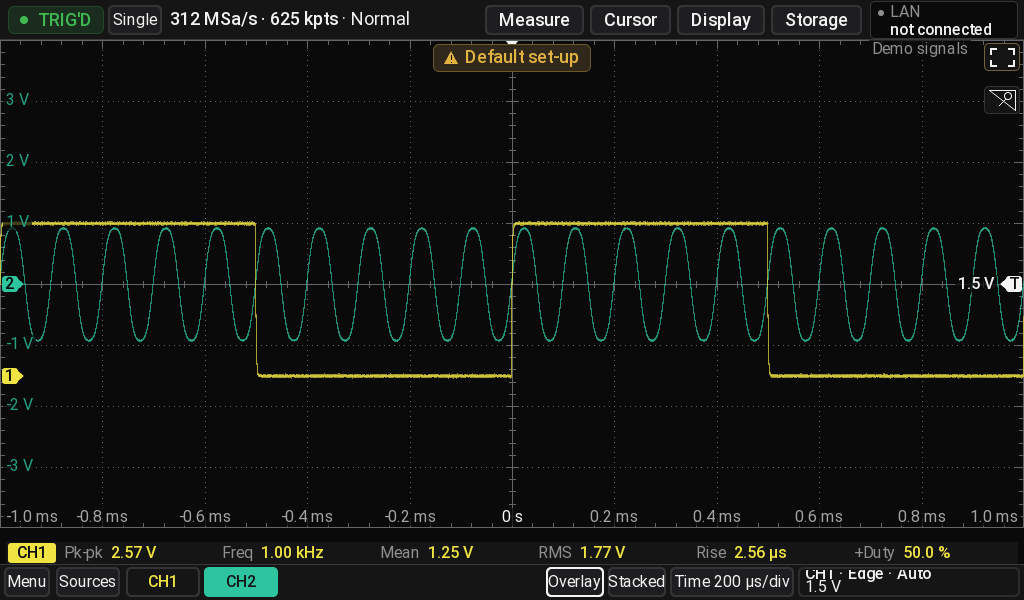 TRIG'D
Single
312 MSa/s · 625 kpts · Normal
Measure
Cursor
Display
Storage
LAN
not connected
Demo signals
Default set-up
3 V
2 V
1 V
2
1.5 V
T
-1 V
1
-2 V
-3 V
-1.0 ms
-0.8 ms
-0.6 ms
-0.4 ms
-0.2 ms
0 s
0.2 ms
0.4 ms
0.6 ms
0.8 ms
1.0 ms
CH1
Pk-pk 2.57 V
Freq 1.00 kHz
Mean 1.25 V
RMS 1.77 V
Rise 2.56 µs
+Duty 50.0 %
Menu
Sources
CH1
CH2
Overlay
Stacked
Time 200 µs/div
CH1 · Edge · Auto
1.5 V